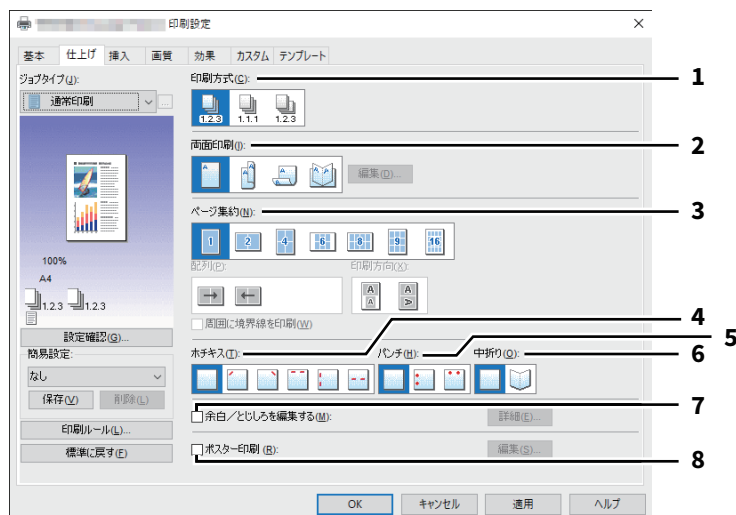 印刷設定
基本 仕上げ 挿入 画質 効果 カスタム テンプレート
ジョブタイプ(J):
通常印刷
...
100%
A4
1.2.3 1.2.3
設定確認(G)...
簡易設定:
なし
保存(V) 削除(L)
印刷ルール(L)...
標準に戻す(F)
印刷方式(C):
1.2.3 1.1.1 1.2.3
両面印刷(I):
A A A A A
編集(D)...
ページ集約(N):
1 2 4 6 8 9 16
配列(P): 印刷方向(X):
A A A A
周囲に境界線を印刷(W)
ホチキス(T): パンチ(H): 中折り(O):
余白/とじしろを編集する(M): 詳細(E)...
ポスター印刷 (R): 編集(S)...
OK キャンセル 適用 ヘルプ
1
2
3
4
5
6
7
8